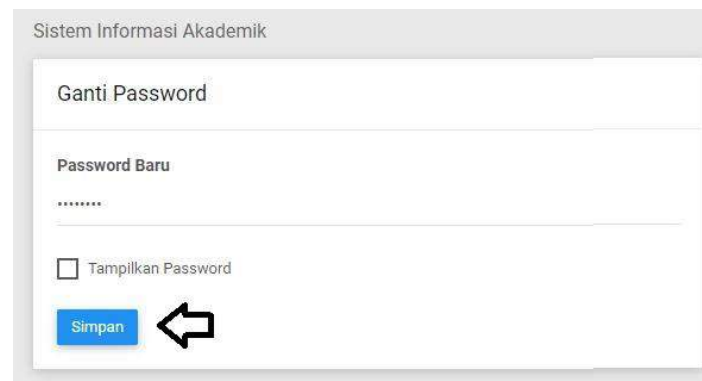 Sistem Informasi Akademik
Ganti Password
Password Baru
........
Tampilkan Password
Simpan